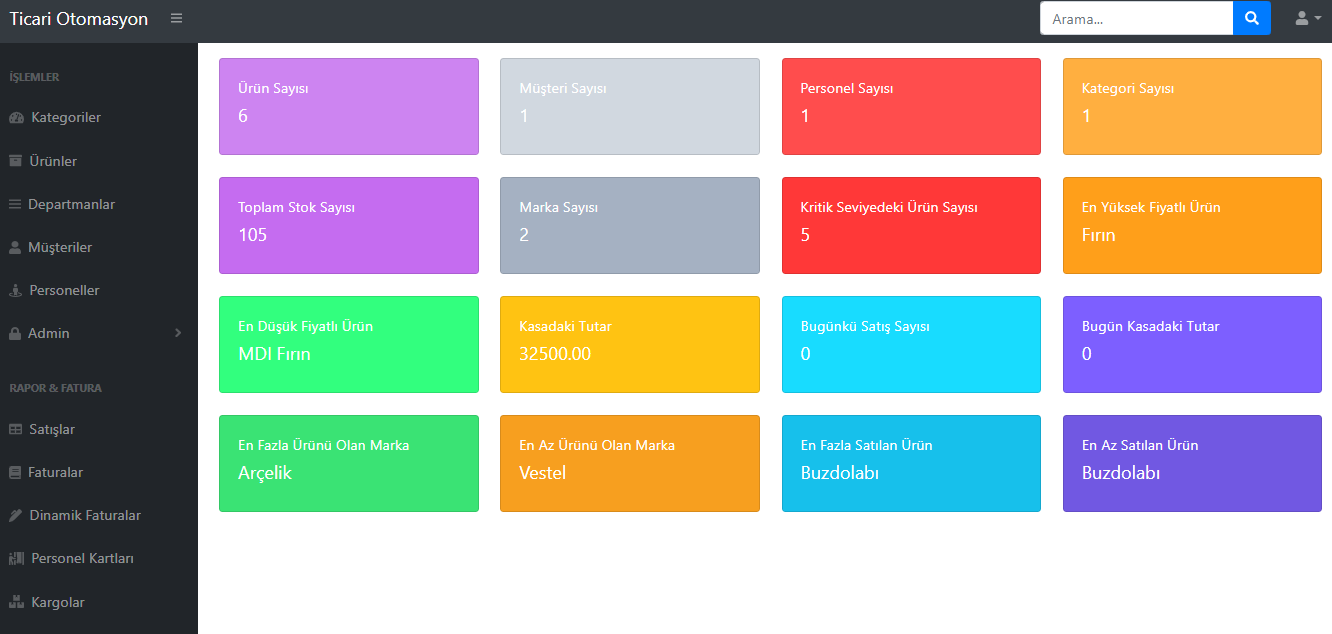 Ticari Otomasyon
Arama...
İŞLEMLER
Kategoriler
Ürünler
Departmanlar
Müşteriler
Personeller
Admin
RAPOR & FATURA
Satışlar
Faturalar
Dinamik Faturalar
Personel Kartları
Kargolar
Ürün Sayısı
6
Müşteri Sayısı
1
Personel Sayısı
1
Kategori Sayısı
1
Toplam Stok Sayısı
105
Marka Sayısı
2
Kritik Seviyedeki Ürün Sayısı
5
En Yüksek Fiyatlı Ürün
Fırın
En Düşük Fiyatlı Ürün
MDI Fırın
Kasadaki Tutar
32500.00
Bugünkü Satış Sayısı
0
Bugün Kasadaki Tutar
0
En Fazla Ürünü Olan Marka
Arçelik
En Az Ürünü Olan Marka
Vestel
En Fazla Satılan Ürün
Buzdolabı
En Az Satılan Ürün
Buzdolabı